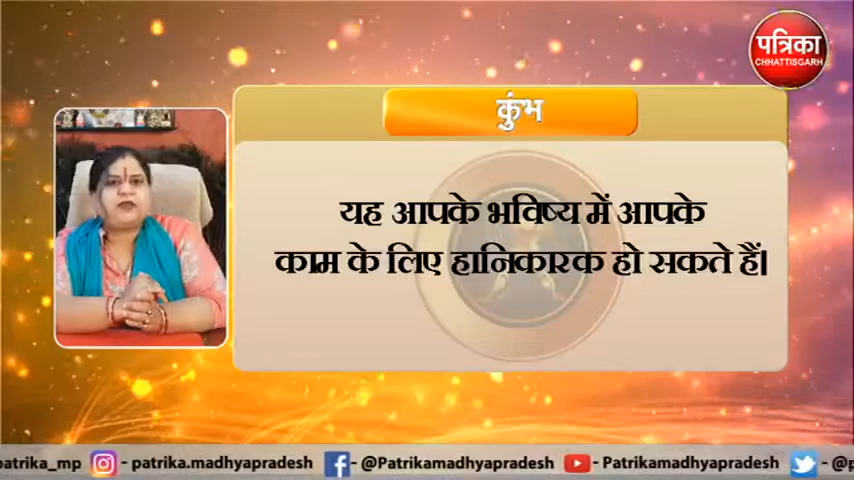 पत्रिका
CHHATTISGARH
कुंभ
यह आपके भविष्य में आपके
काम के लिए हानिकारक हो सकते हैं।
patrika_mp - patrika.madhyapradesh - @Patrikamadhyapradesh - Patrikamadhyapradesh - @p